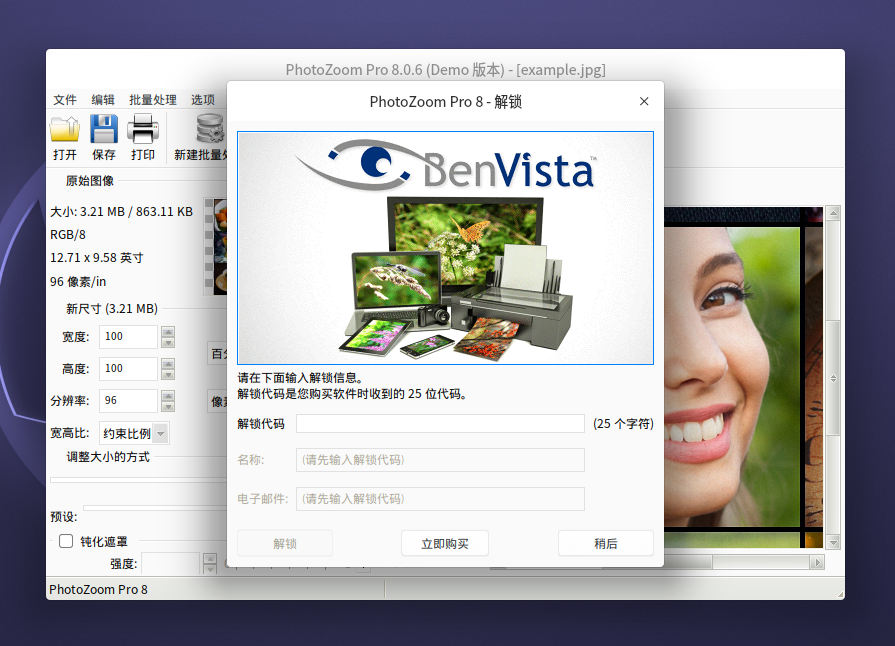 PhotoZoom Pro 8.0.6 (Demo 版本) - [example.jpg]
文件 编辑 批量处理 选项
打开 保存 打印 新建批量
原始图像
大小: 3.21 MB / 863.11 KB
RGB/8
12.71 x 9.58 英寸
96 像素/in
新尺寸 (3.21 MB)
宽度: 100
高度: 100
分辨率: 96
宽高比: 约束比例
调整大小的方式
预设:
钝化遮罩
强度:
PhotoZoom Pro 8
PhotoZoom Pro 8 - 解锁
BenVista™
请在下面输入解锁信息。
解锁代码是您购买软件时收到的 25 位代码。
解锁代码 (25 个字符)
名称: (请先输入解锁代码)
电子邮件: (请先输入解锁代码)
解锁 立即购买 稍后